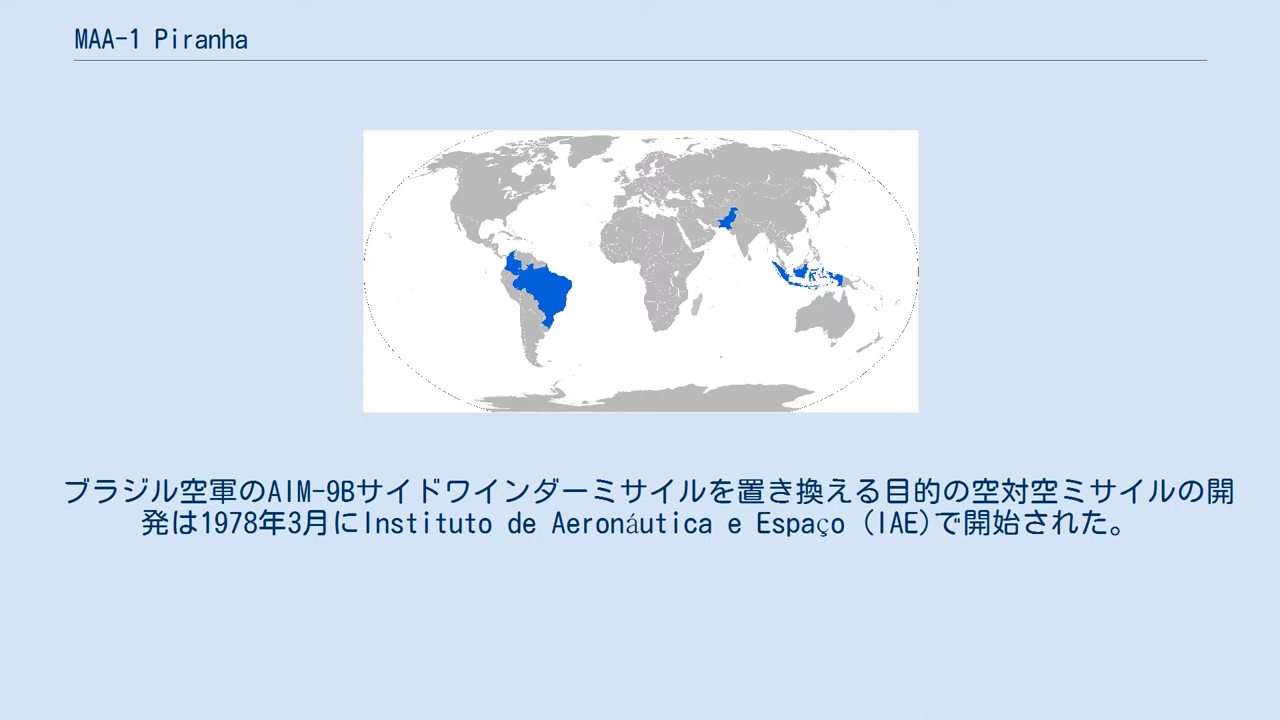 MAA-1 Piranha
ブラジル空軍のAIM-9Bサイドワインダーミサイルを置き換える目的の空対空ミサイルの開
発は1978年3月にInstituto de Aeronáutica e Espaço (IAE)で開始された。